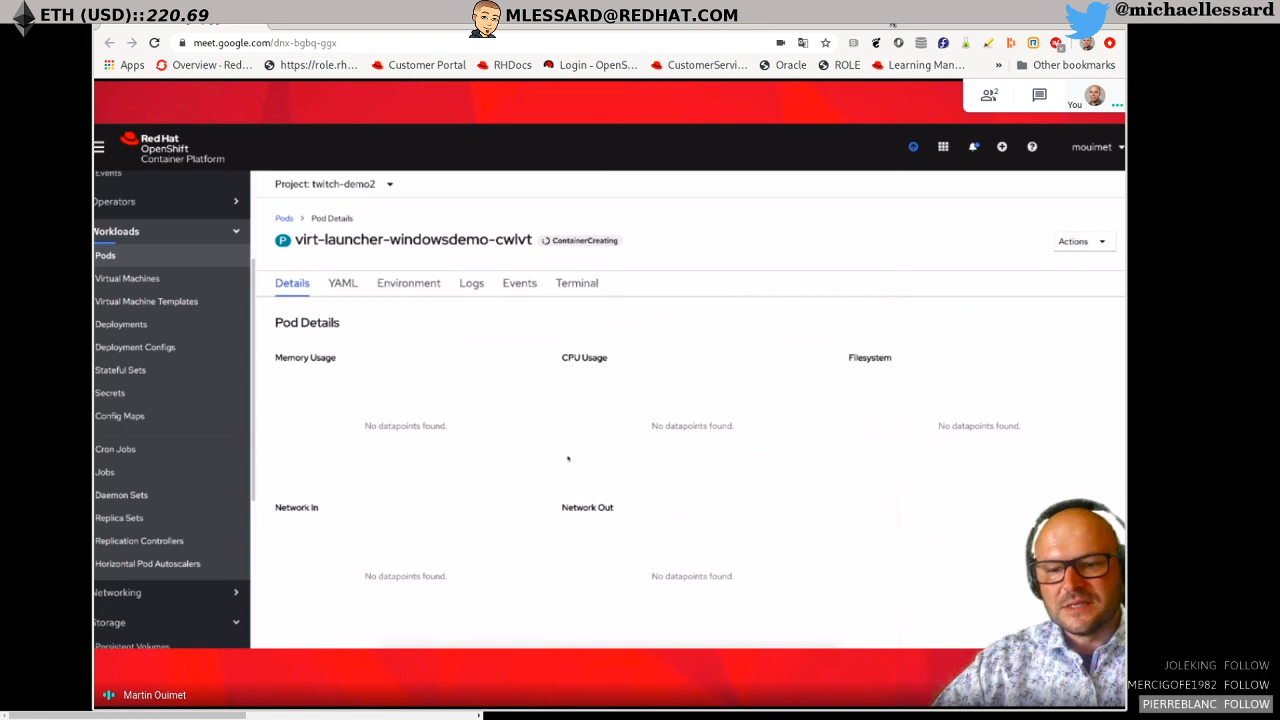 ETH (USD)::220.69
MLESSARD@REDHAT.COM
@michaellessard
meet.google.com/dnx-bgbq-ggx
Apps
Overview - Red...
https://role.rh...
Customer Portal
RHDocs
Login - OpenS...
CustomerServi...
Oracle
ROLE
Learning Man...
»
Other bookmarks
2
You
Red Hat
OpenShift
Container Platform
mouimet
Events
Operators
Workloads
Pods
Virtual Machines
Virtual Machine Templates
Deployments
Deployment Configs
Stateful Sets
Secrets
Config Maps
Cron Jobs
Jobs
Daemon Sets
Replica Sets
Replication Controllers
Horizontal Pod Autoscalers
Networking
Storage
Persistent Volumes
Project: twitch-demo2
Pods > Pod Details
P virt-launcher-windowsdemo-cwlvt ContainerCreating
Actions
Details YAML Environment Logs Events Terminal
Pod Details
Memory Usage
CPU Usage
Filesystem
No datapoints found.
No datapoints found.
No datapoints found.
Network In
Network Out
No datapoints found.
No datapoints found.
Martin Ouimet
JOLEKING FOLLOW
MERCIGOFE1982 FOLLOW
PIERREBLANC FOLLOW